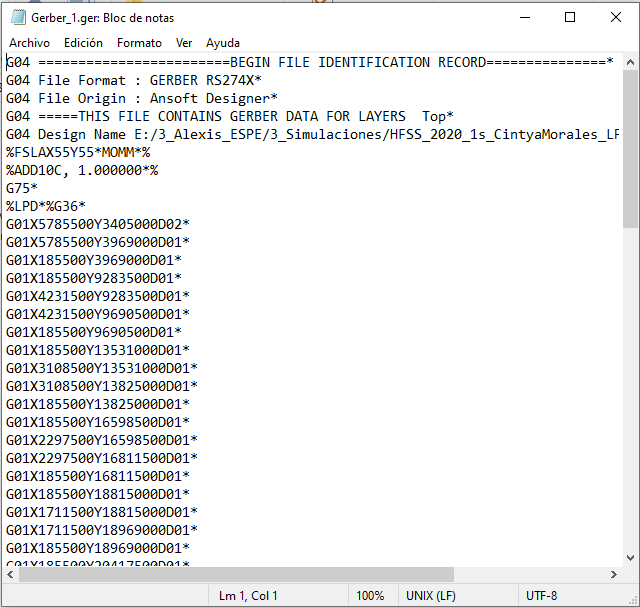 Gerber_1.ger: Bloc de notas
Archivo Edición Formato Ver Ayuda
G04 ========================BEGIN FILE IDENTIFICATION RECORD===============*
G04 File Format : GERBER RS274X*
G04 File Origin : Ansoft Designer*
G04 =====THIS FILE CONTAINS GERBER DATA FOR LAYERS  Top*
G04 Design Name E:/3_Alexis_ESPE/3_Simulaciones/HFSS_2020_1s_CintyaMorales_LF
%FSLAX55Y55*MOMM*%
%ADD10C, 1.000000*%
G75*
%LPD*%G36*
G01X5785500Y3405000D02*
G01X5785500Y3969000D01*
G01X185500Y3969000D01*
G01X185500Y9283500D01*
G01X4231500Y9283500D01*
G01X4231500Y9690500D01*
G01X185500Y9690500D01*
G01X185500Y13531000D01*
G01X3108500Y13531000D01*
G01X3108500Y13825000D01*
G01X185500Y13825000D01*
G01X185500Y16598500D01*
G01X2297500Y16598500D01*
G01X2297500Y16811500D01*
G01X185500Y16811500D01*
G01X185500Y18815000D01*
G01X1711500Y18815000D01*
G01X1711500Y18969000D01*
G01X185500Y18969000D01*
G01X185500Y20417500D01*
Lm 1, Col 1 100% UNIX (LF) UTF-8